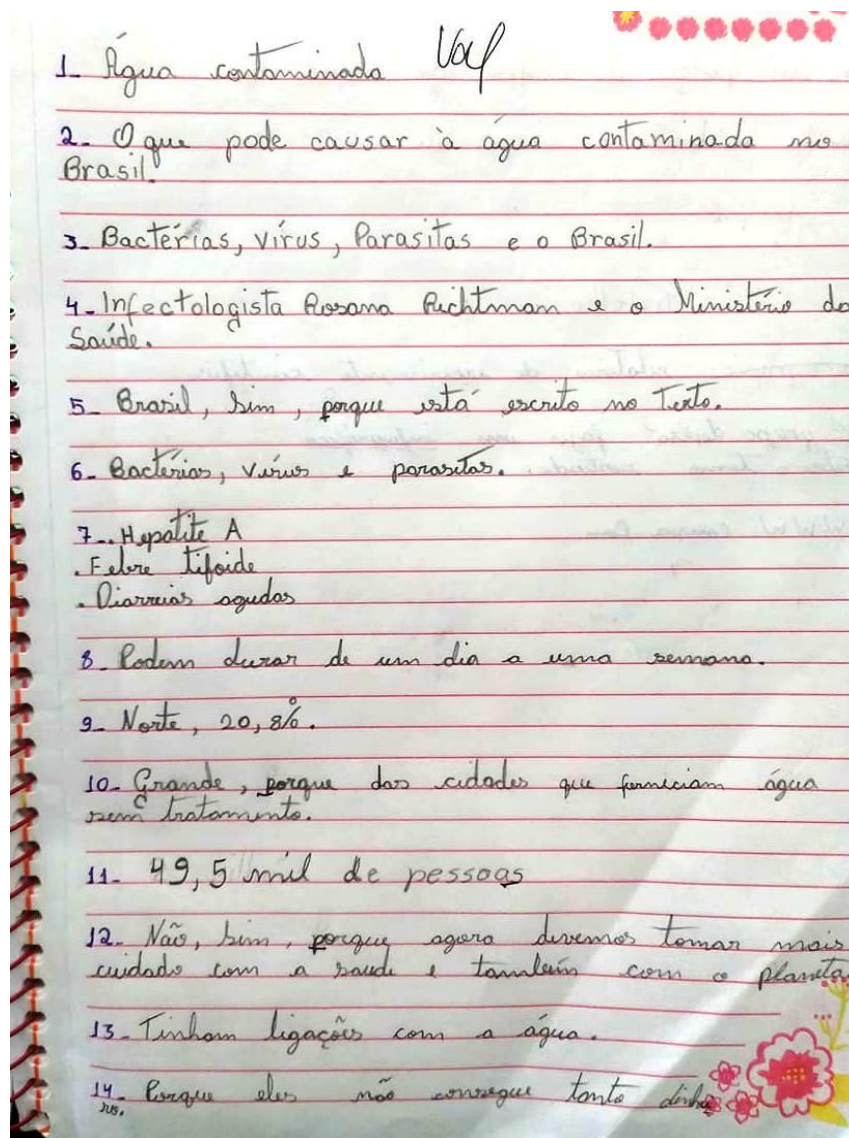 1- Água contaminada
2- O que pode causar à água contaminada no
Brasil.
3- Bactérias, vírus, Parasitas e o Brasil.
4- Infectologista Rosana Richtman e o Ministério da
Saúde.
5- Brasil, sim, porque está escrito no Texto.
6- Bactérias, vírus e parasitas.
7-. Hepatite A
. Febre tifoide
. Diarreias agudas
8- Podem durar de um dia a uma semana.
9- Norte, 20,8%.
10- Grande, porque das cidades que forneciam água
sem tratamento.
11- 49,5 mil de pessoas
12- Não, sim, porque agora devemos tomar mais
cuidado com a saude e também com o planeta
13- Tinham ligações com a água.
14- Porque eles não consegue tanto